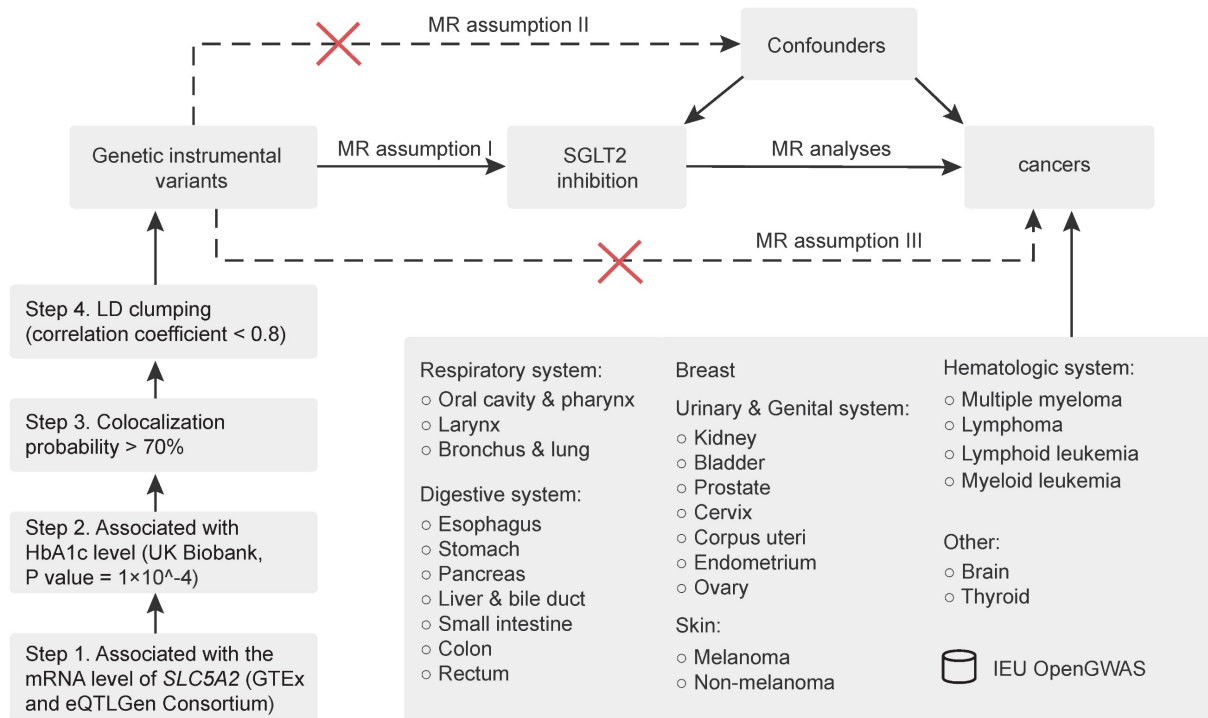 MR assumption II
Confounders
Genetic instrumental
variants
MR assumption I
SGLT2
inhibition
MR analyses
cancers
MR assumption III
Step 4. LD clumping
(correlation coefficient < 0.8)
Step 3. Colocalization
probability > 70%
Step 2. Associated with
HbA1c level (UK Biobank,
P value = 1×10^-4)
Step 1. Associated with the
mRNA level of SLC5A2 (GTEx
and eQTLGen Consortium)
Respiratory system:
○ Oral cavity & pharynx
○ Larynx
○ Bronchus & lung
Digestive system:
○ Esophagus
○ Stomach
○ Pancreas
○ Liver & bile duct
○ Small intestine
○ Colon
○ Rectum
Breast
Urinary & Genital system:
○ Kidney
○ Bladder
○ Prostate
○ Cervix
○ Corpus uteri
○ Endometrium
○ Ovary
Skin:
○ Melanoma
○ Non-melanoma
Hematologic system:
○ Multiple myeloma
○ Lymphoma
○ Lymphoid leukemia
○ Myeloid leukemia
Other:
○ Brain
○ Thyroid
IEU OpenGWAS